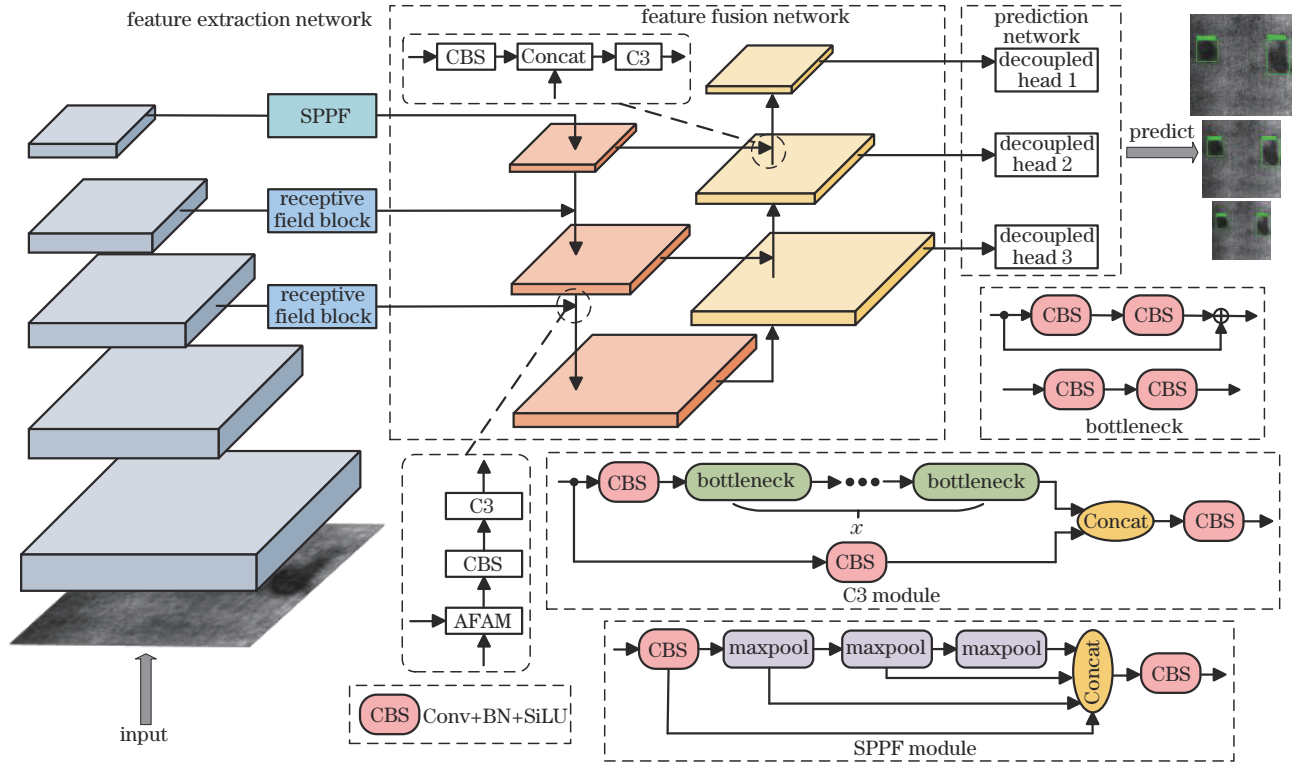 feature extraction network
feature fusion network
prediction
network
CBS
Concat
C3
decoupled
head 1
SPPF
predict
decoupled
head 2
receptive
field block
decoupled
head 3
receptive
field block
CBS
CBS
CBS
CBS
bottleneck
C3
CBS
AFAM
CBS
bottleneck
bottleneck
x
Concat
CBS
CBS
C3 module
CBS
maxpool
maxpool
maxpool
Concat
CBS
SPPF module
CBS
Conv+BN+SiLU
input